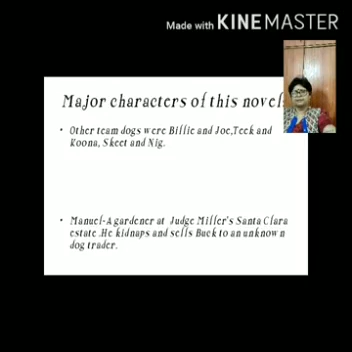 Made with KINEMASTER
Major characters of this novel:
• Other team dogs were Billie and Joe,Teek and
Koona, Skeet and Nig.
• Manuel-A gardener at Judge Miller's Santa Clara
estate .He kidnaps and sells Buck to an unknown
dog trader.